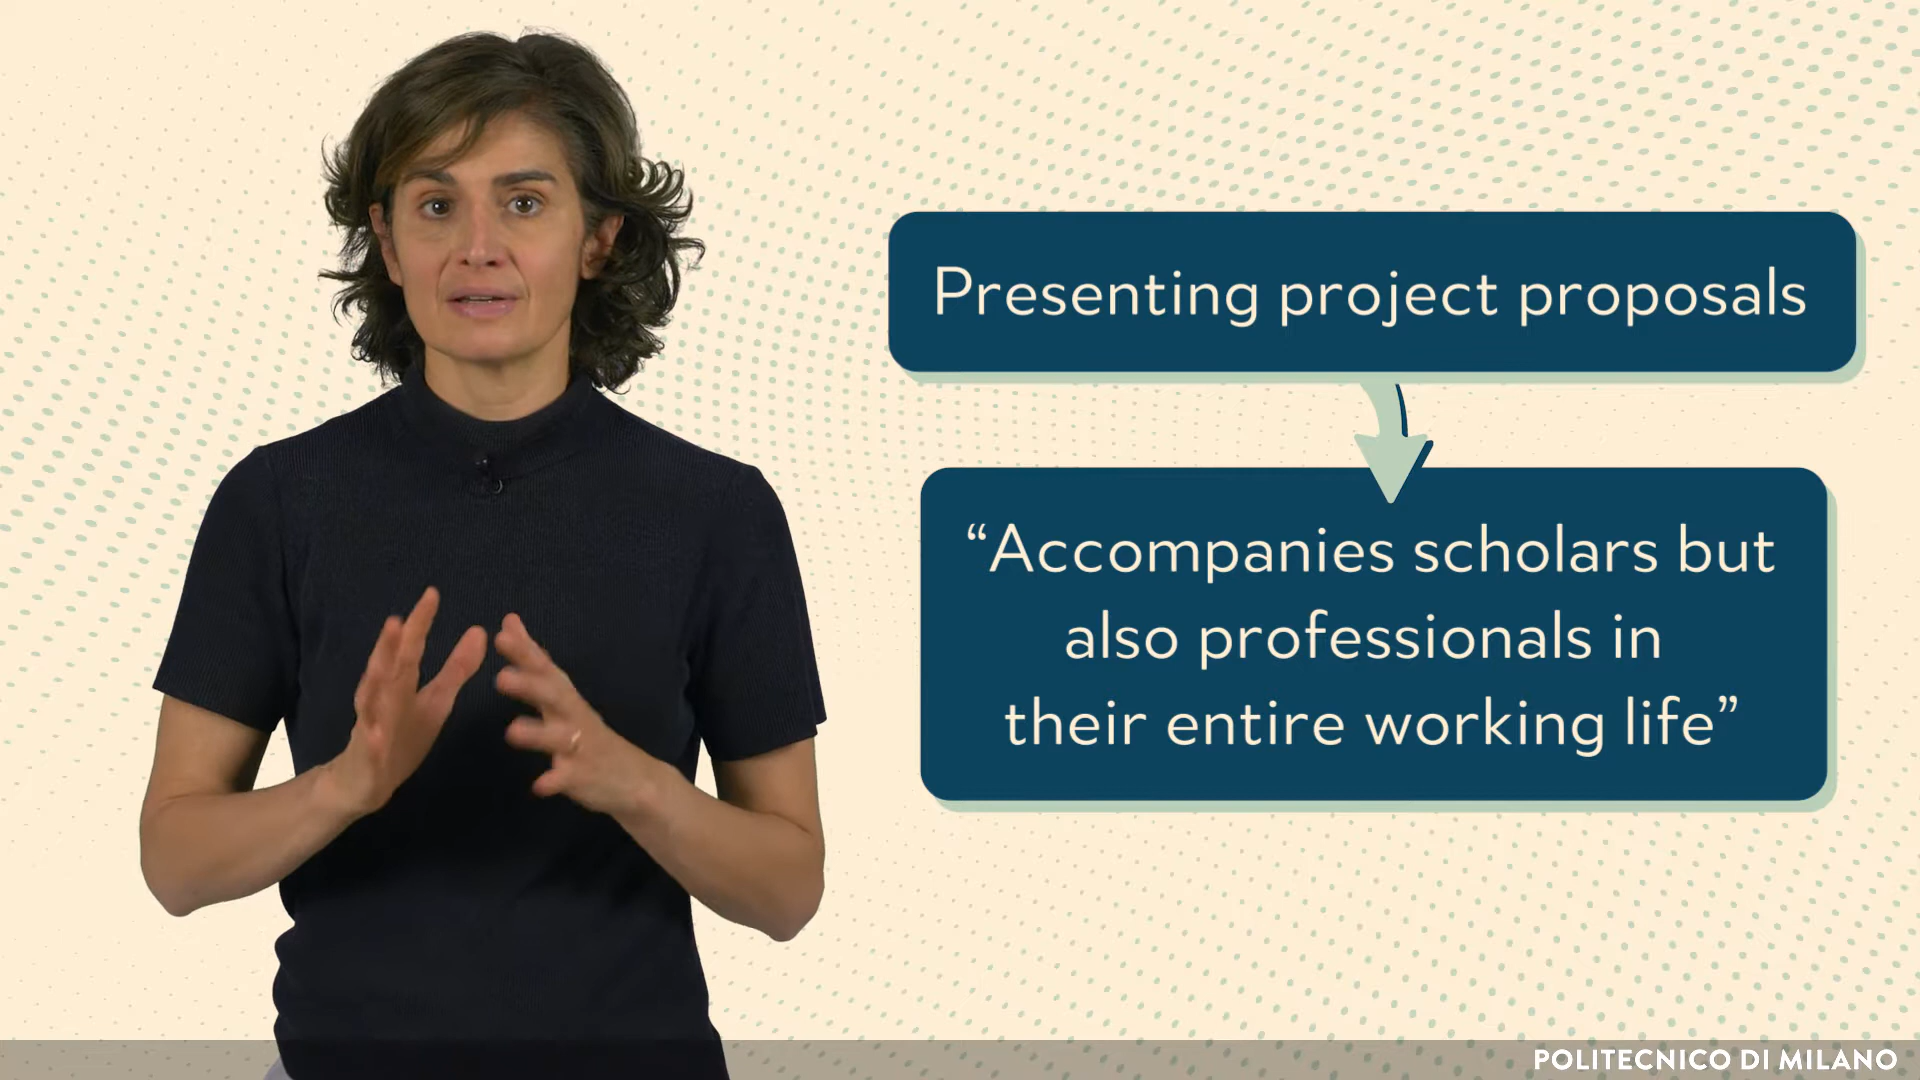 Presenting project proposals
“Accompanies scholars but
also professionals in
their entire working life”
POLITECNICO DI MILANO